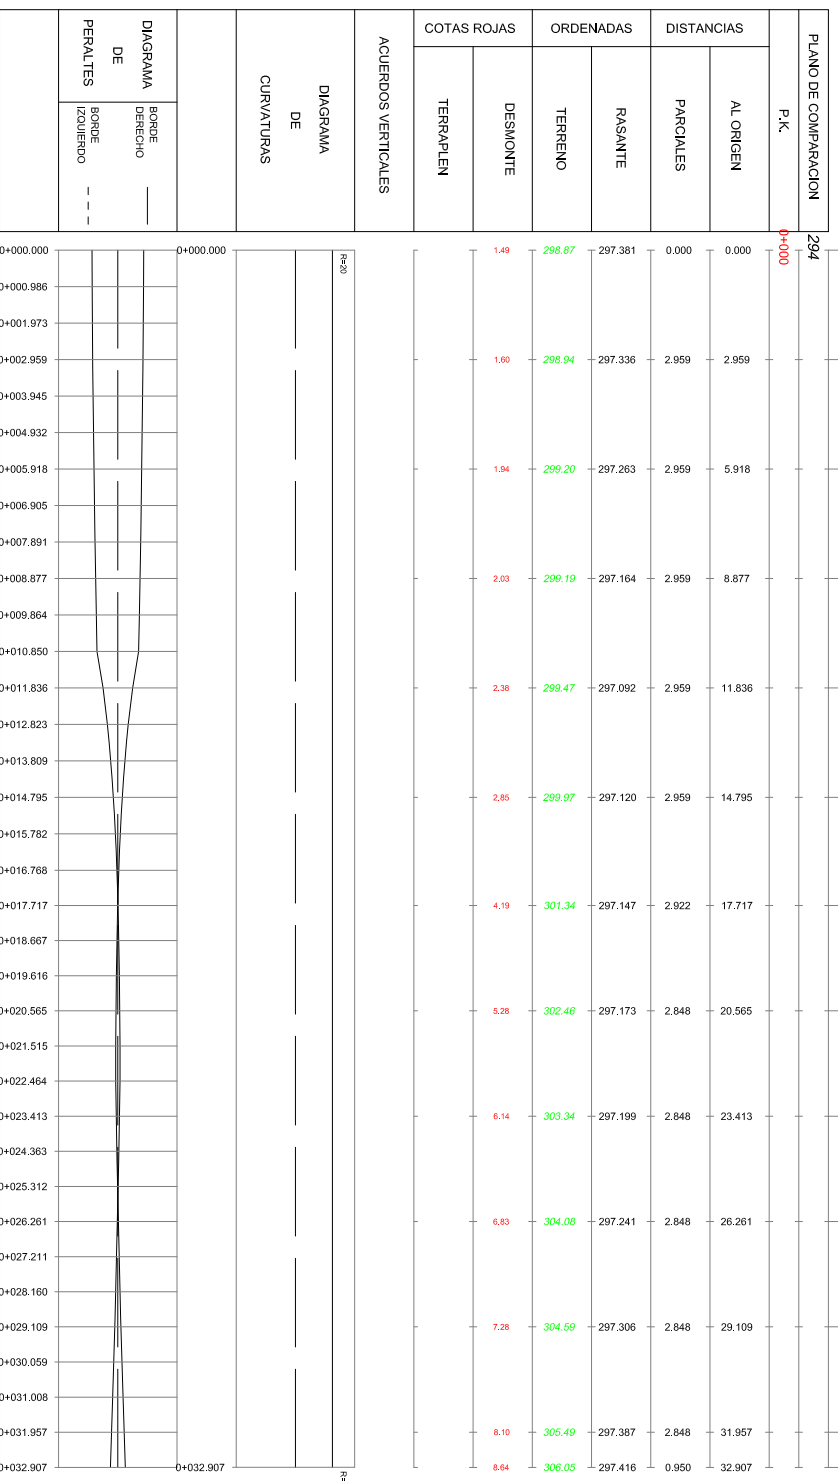 PLANO DE COMPARACION 294
P.K. 0+000
DISTANCIAS
AL ORIGEN 0.000 2.959 5.918 8.877 11.836 14.795 17.717 20.565 23.413 26.261 29.109 31.957 32.907
PARCIALES 0.000 2.959 2.959 2.959 2.959 2.959 2.922 2.848 2.848 2.848 2.848 2.848 0.950
ORDENADAS
RASANTE 297.381 297.336 297.263 297.164 297.092 297.120 297.147 297.173 297.199 297.241 297.306 297.387 297.416
TERRENO 298.87 298.94 299.20 299.19 299.47 299.97 301.34 302.46 303.34 304.08 304.59 305.49 306.05
COTAS ROJAS
DESMONTE 1.49 1.60 1.94 2.03 2.38 2.85 4.19 5.28 6.14 6.83 7.28 8.10 8.64
TERRAPLEN
ACUERDOS VERTICALES
DIAGRAMA
DE
CURVATURAS
R=20 R=
0+000.000 0+032.907
DIAGRAMA
DE
PERALTES
BORDE
DERECHO
BORDE
IZQUIERDO
0+000.000 0+000.986 0+001.973 0+002.959 0+003.945 0+004.932 0+005.918 0+006.905 0+007.891 0+008.877 0+009.864 0+010.850 0+011.836 0+012.823 0+013.809 0+014.795 0+015.782 0+016.768 0+017.717 0+018.667 0+019.616 0+020.565 0+021.515 0+022.464 0+023.413 0+024.363 0+025.312 0+026.261 0+027.211 0+028.160 0+029.109 0+030.059 0+031.008 0+031.957 0+032.907